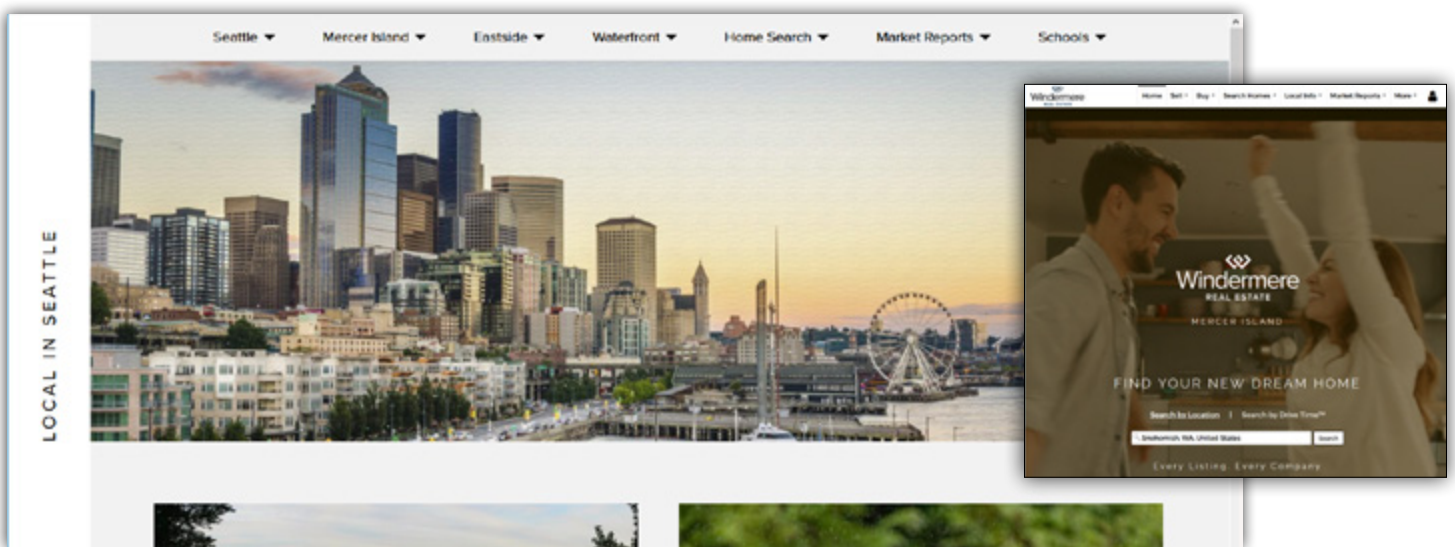 Seattle
Mercer Island
Eastside
Waterfront
Home Search
Market Reports
Schools
LOCAL IN SEATTLE
Windermere
REAL ESTATE
Home Sell Buy Search Homes Local Info Market Reports More
Windermere
REAL ESTATE
MERCER ISLAND
FIND YOUR NEW DREAM HOME
Search by Location | Search by Drive Time™
Snohomish, WA, United States
Search
Every Listing. Every Company